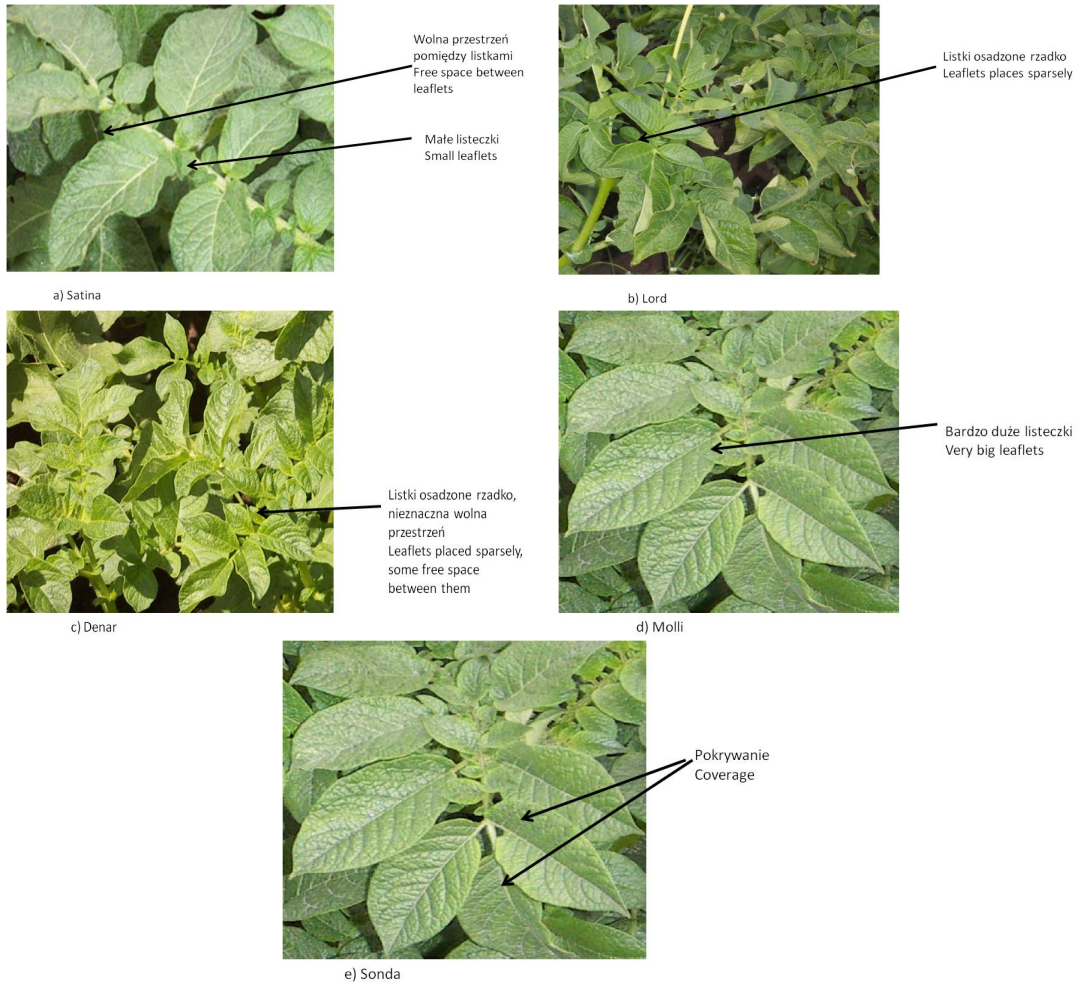 Wolna przestrzeń
pomiędzy listkami
Free space between
leaflets
Małe listeczki
Small leaflets
a) Satina
Listki osadzone rzadko
Leaflets places sparsely
b) Lord
Listki osadzone rzadko,
nieznaczna wolna
przestrzeń
Leaflets placed sparsely,
some free space
between them
c) Denar
Bardzo duże listeczki
Very big leaflets
d) Molli
Pokrywanie
Coverage
e) Sonda